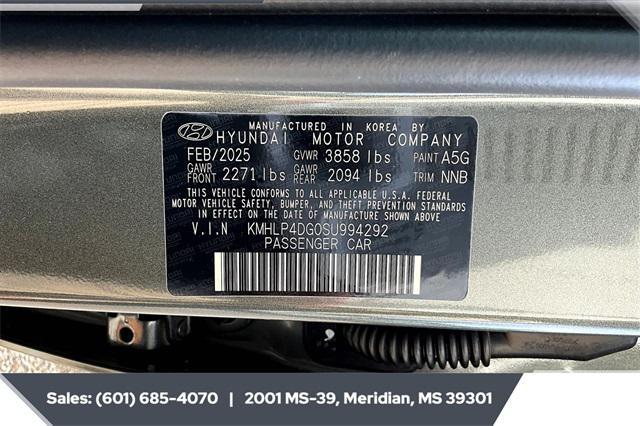 MANUFACTURED IN KOREA BY
HYUNDAI MOTOR COMPANY
FEB/2025 GVWR 3858 lbs PAINT A5G
GAWR FRONT 2271 lbs GAWR REAR 2094 lbs TRIM NNB
THIS VEHICLE CONFORMS TO ALL APPLICABLE U.S.A. FEDERAL
MOTOR VEHICLE SAFETY, BUMPER, AND THEFT PREVENTION STANDARDS
IN EFFECT ON THE DATE OF MANUFACTURE SHOWN ABOVE.
V.I.N KMHLP4DG0SU994292
PASSENGER CAR
Sales: (601) 685-4070 | 2001 MS-39, Meridian, MS 39301